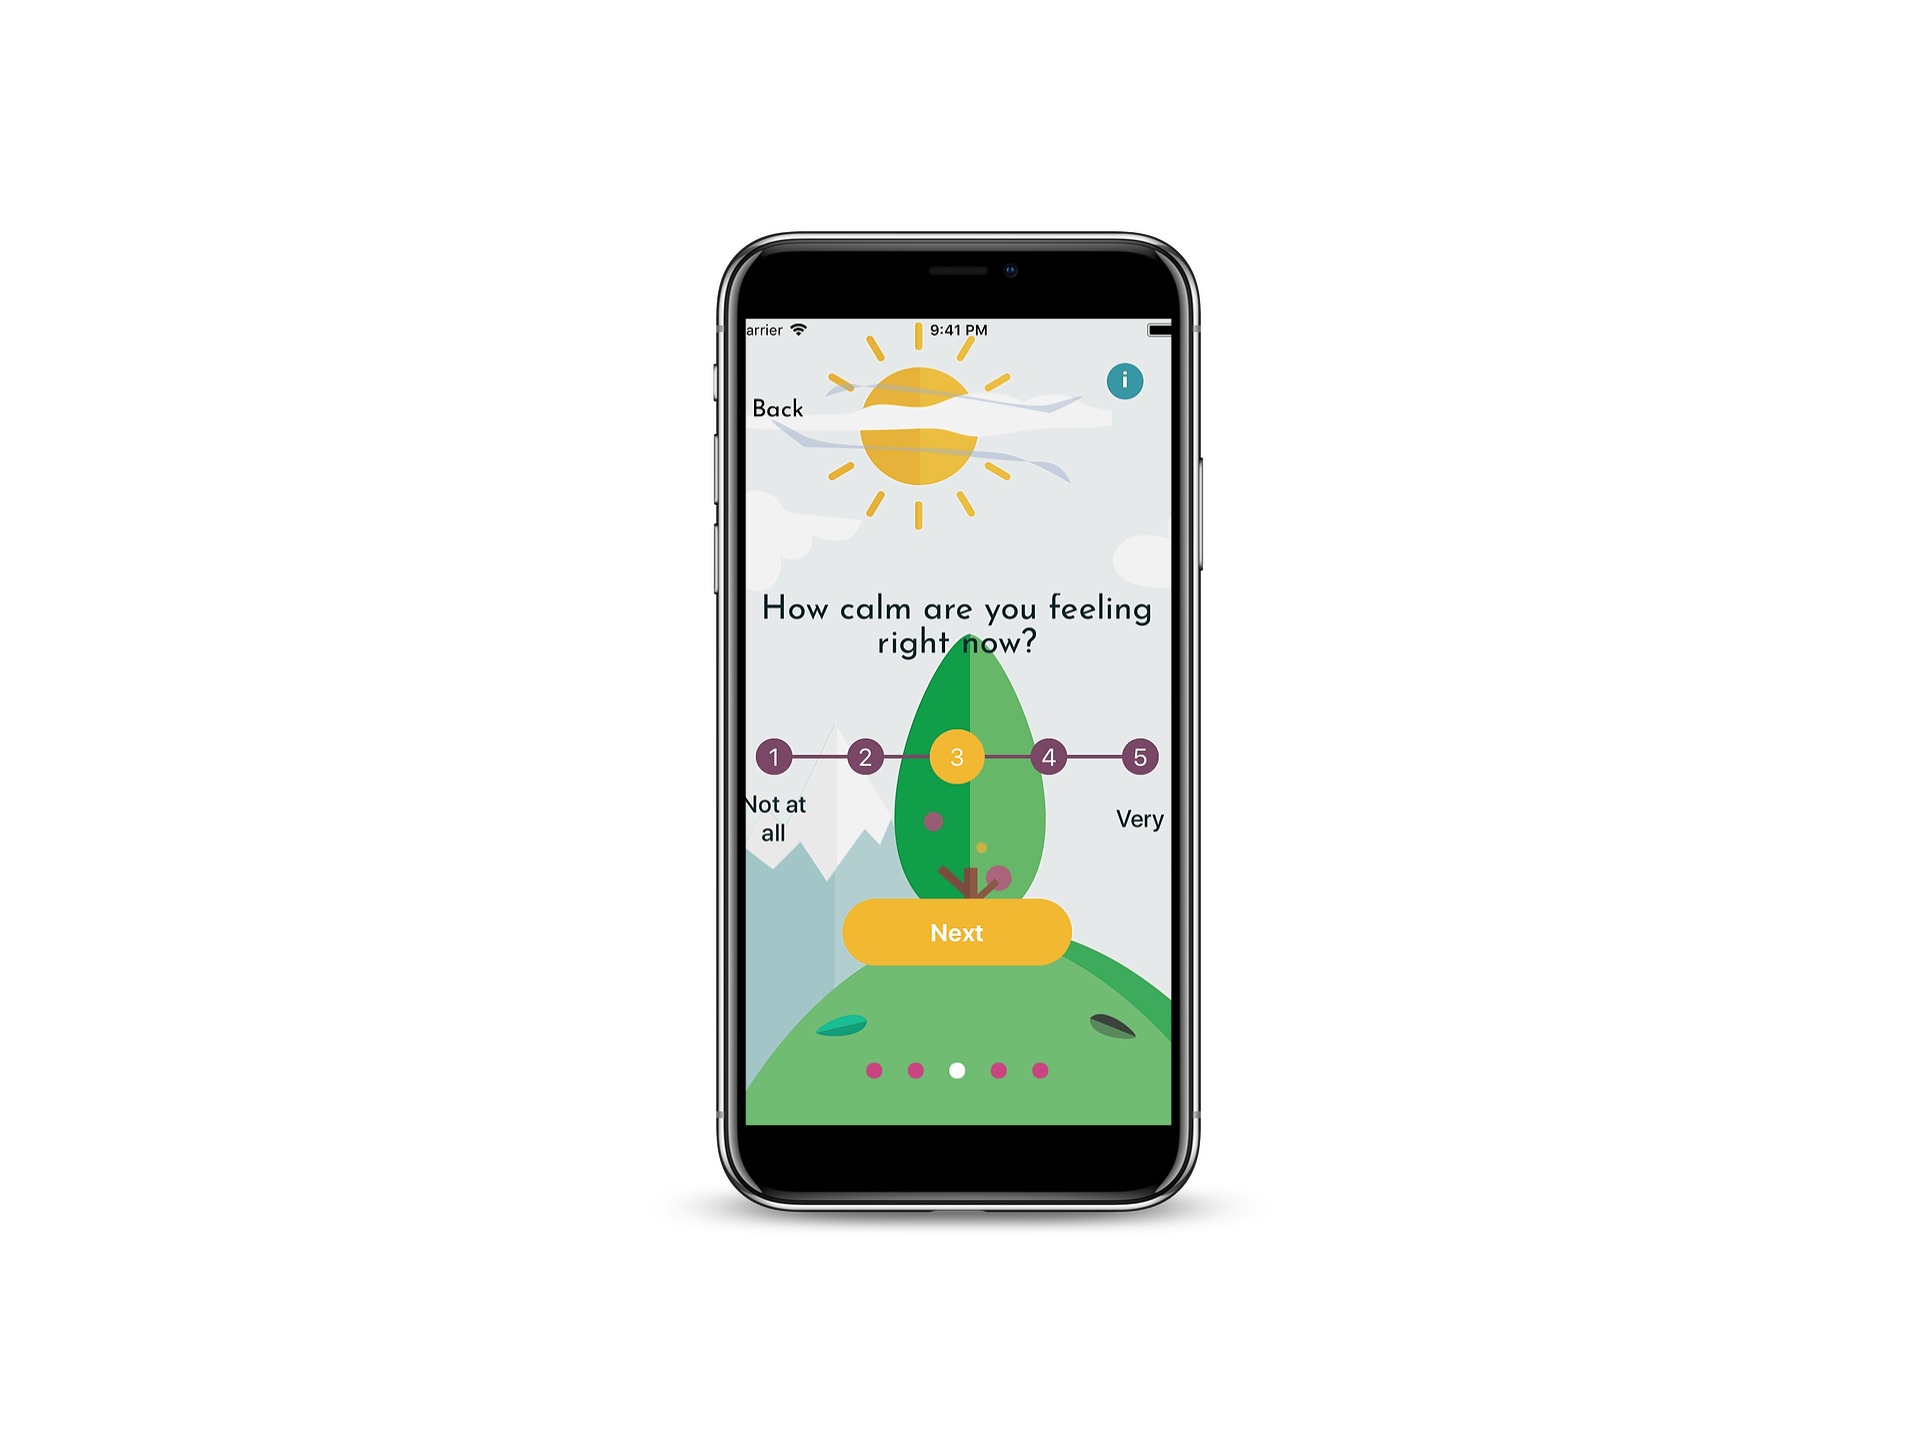 arrier
9:41 PM
i
Back
How calm are you feeling
right now?
1 2 3 4 5
Not at
all
Very
Next